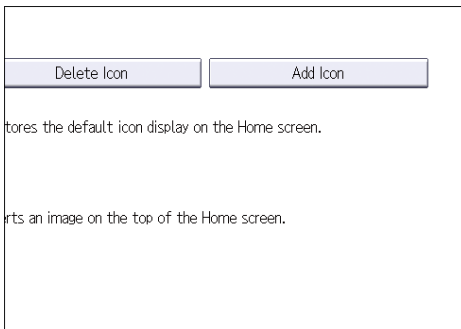 Delete Icon Add Icon
tores the default icon display on the Home screen.
rts an image on the top of the Home screen.